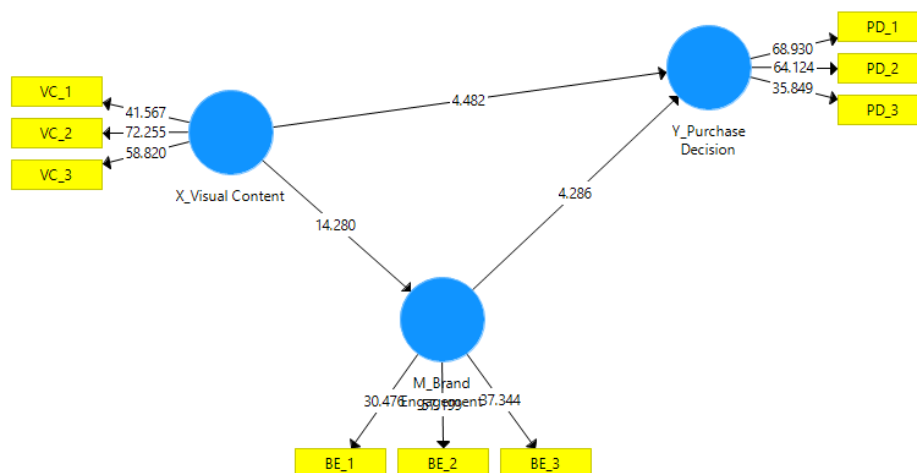 PD_1
68.930
64.124
PD_2
35.849
PD_3
VC_1
41.567
VC_2
72.255
VC_3
58.820
4.482
Y_Purchase
Decision
X_Visual Content
4.286
14.280
M_Brand
Engagement
30.476
37.344
BE_1
BE_2
BE_3